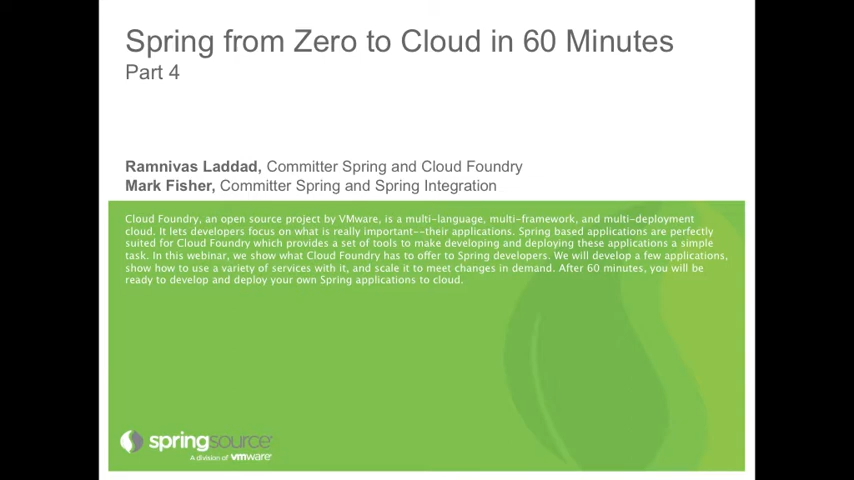 Spring from Zero to Cloud in 60 Minutes
Part 4
Ramnivas Laddad, Committer Spring and Cloud Foundry
Mark Fisher, Committer Spring and Spring Integration
Cloud Foundry, an open source project by VMware, is a multi-language, multi-framework, and multi-deployment
cloud. It lets developers focus on what is really important--their applications. Spring based applications are perfectly
suited for Cloud Foundry which provides a set of tools to make developing and deploying these applications a simple
task. In this webinar, we show what Cloud Foundry has to offer to Spring developers. We will develop a few applications,
show how to use a variety of services with it, and scale it to meet changes in demand. After 60 minutes, you will be
ready to develop and deploy your own Spring applications to cloud.
springsource
A division of vmware